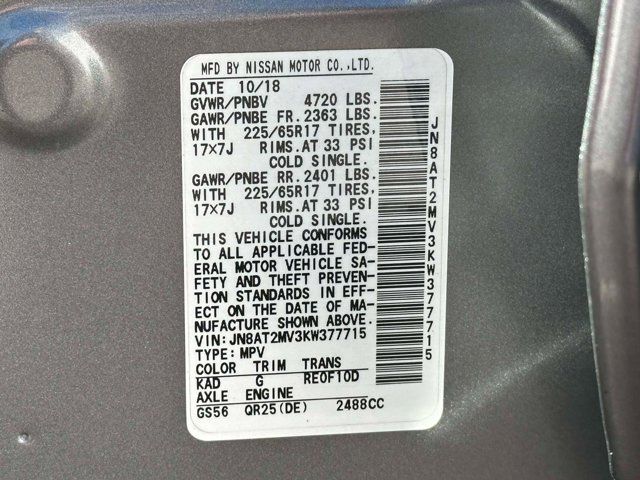 MFD BY NISSAN MOTOR CO.,LTD.
DATE 10/18
GVWR/PNBV 4720 LBS.
GAWR/PNBE FR. 2363 LBS.
WITH 225/65R17 TIRES,
17×7J RIMS.AT 33 PSI
COLD SINGLE.
GAWR/PNBE RR. 2401 LBS.
WITH 225/65R17 TIRES,
17×7J RIMS.AT 33 PSI
COLD SINGLE.
THIS VEHICLE CONFORMS
TO ALL APPLICABLE FED-
ERAL MOTOR VEHICLE SA-
FETY AND THEFT PREVEN-
TION STANDARDS IN EFF-
ECT ON THE DATE OF MA-
NUFACTURE SHOWN ABOVE.
VIN:JN8AT2MV3KW377715
TYPE: MPV
COLOR TRIM TRANS
KAD G RE0F10D
AXLE ENGINE
GS56 QR25(DE) 2488CC
JN8AT2MV3KW377715